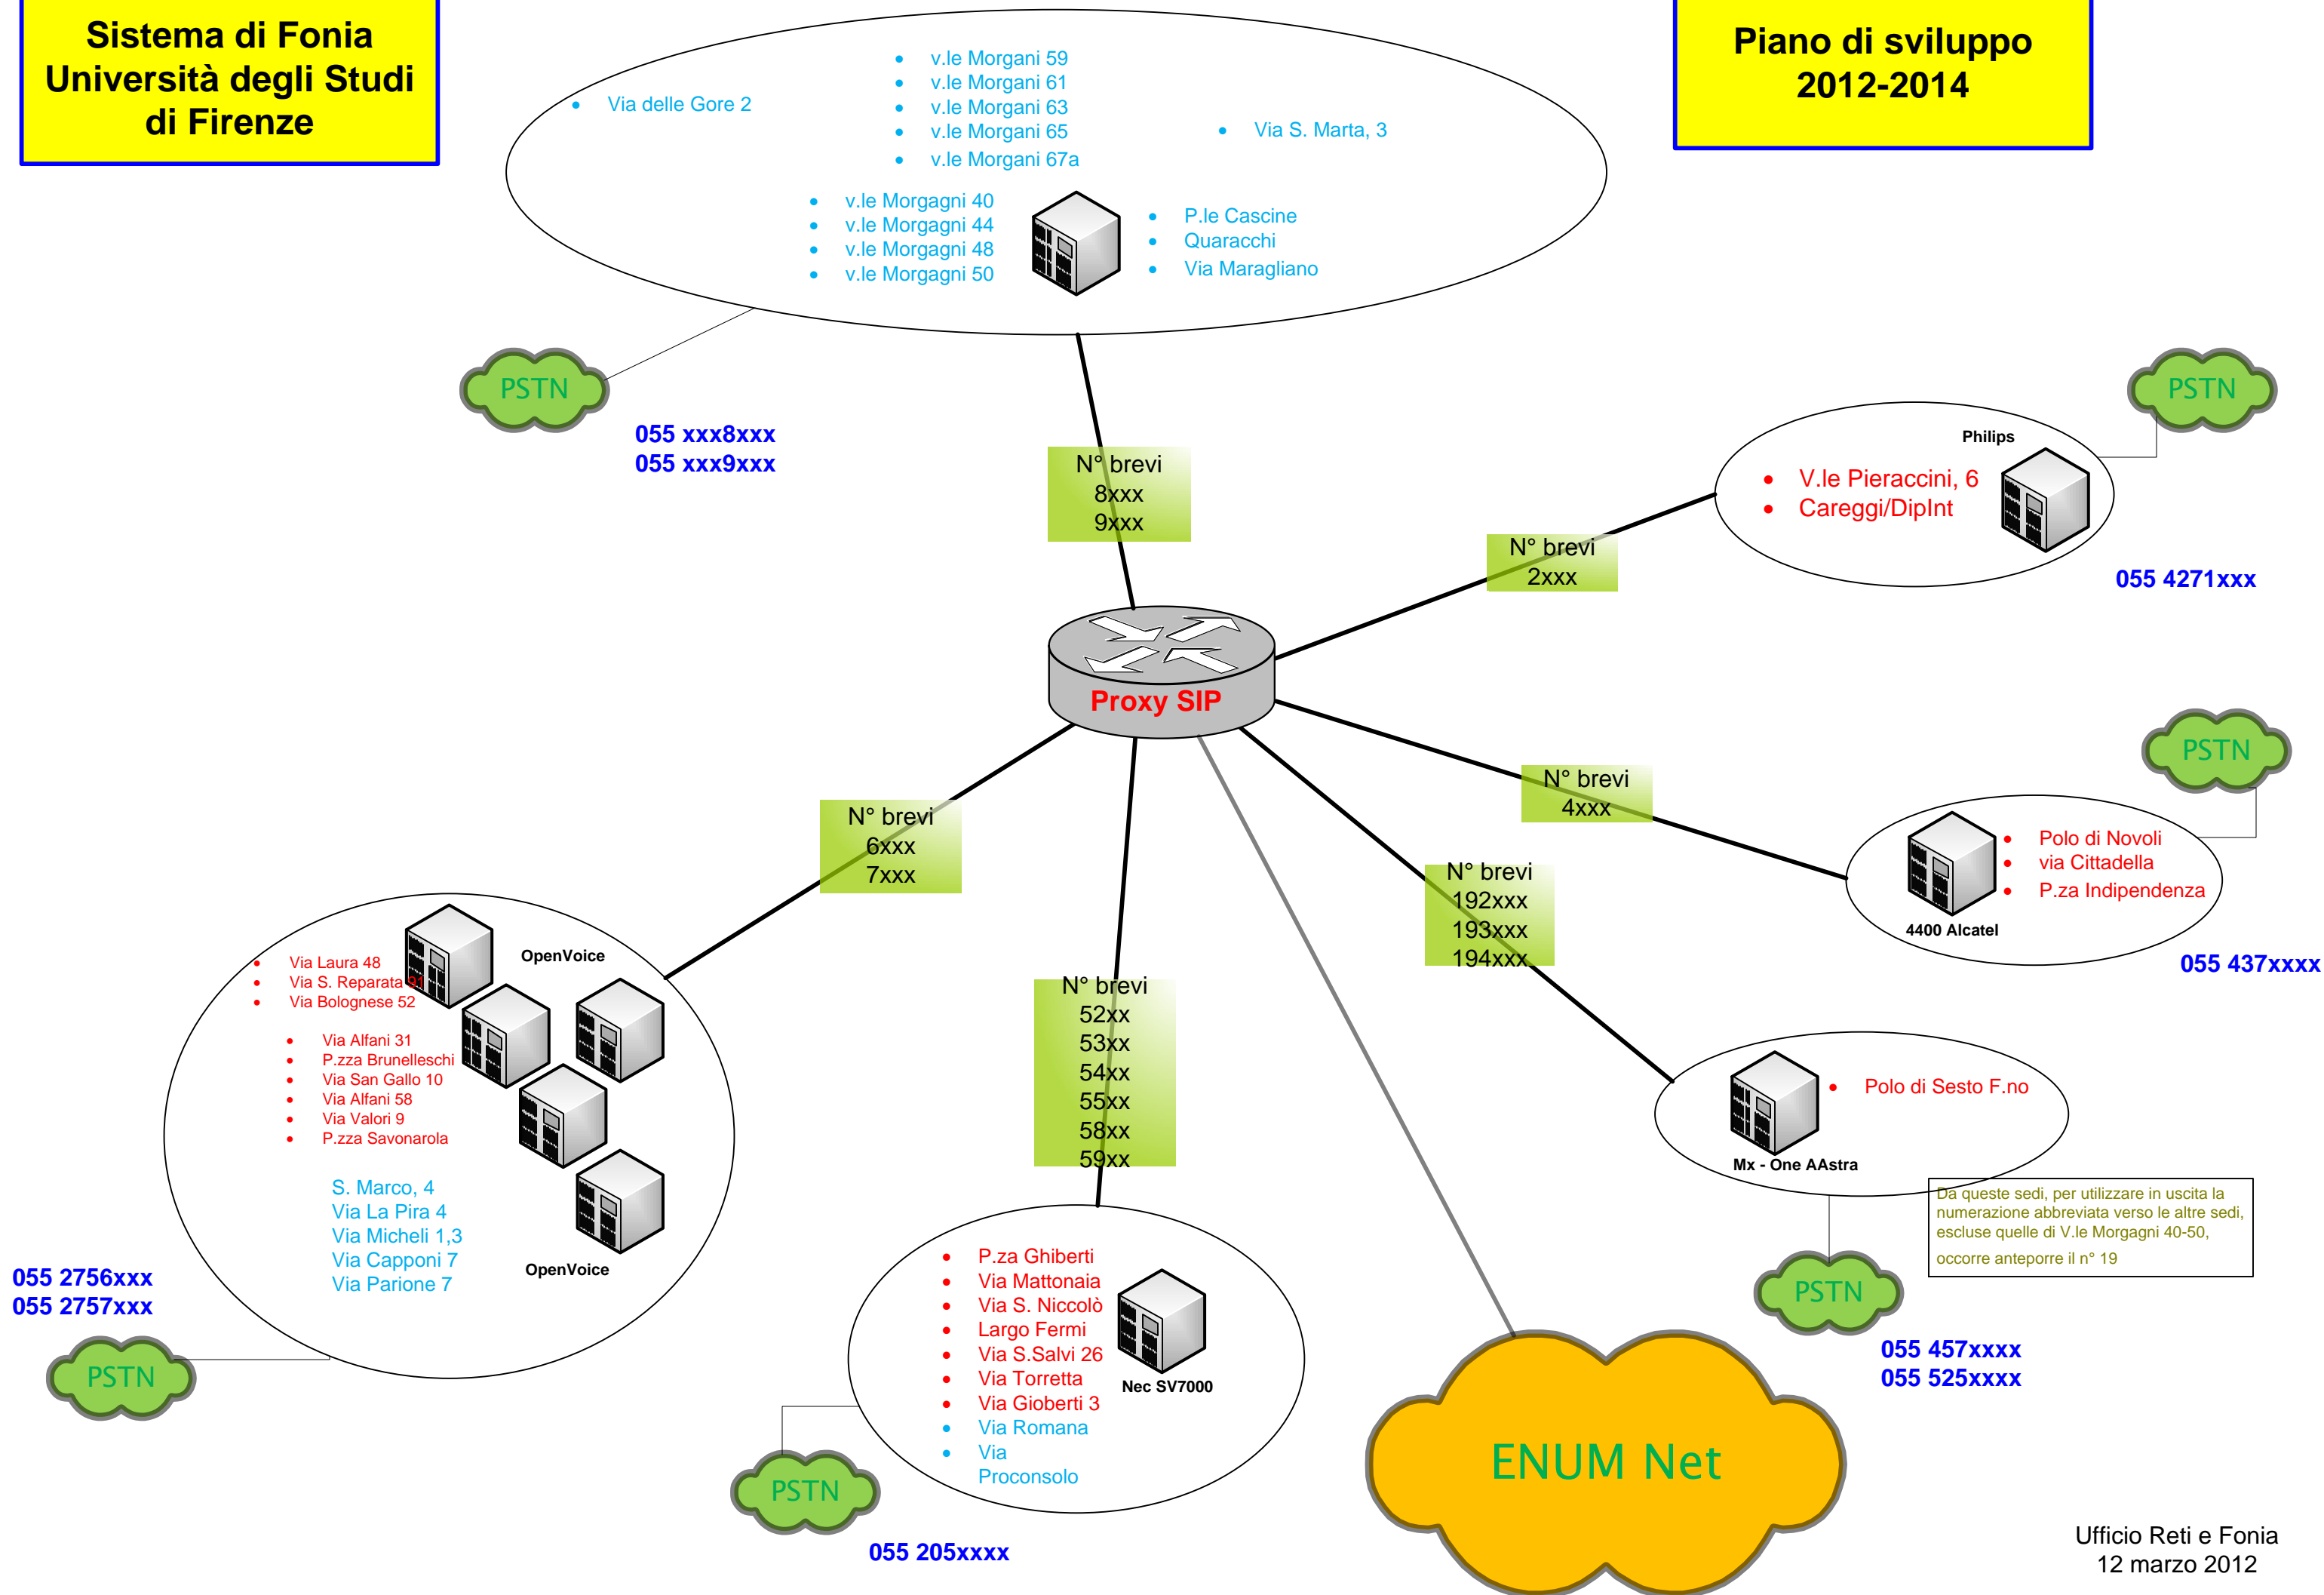 Sistema di Fonia
Università degli Studi
di Firenze
Piano di sviluppo
2012-2014
v.le Morgani 59
v.le Morgani 61
v.le Morgani 63
v.le Morgani 65
v.le Morgani 67a
Via delle Gore 2
Via S. Marta, 3
v.le Morgagni 40
v.le Morgagni 44
v.le Morgagni 48
v.le Morgagni 50
P.le Cascine
Quaracchi
Via Maragliano
PSTN
055 xxx8xxx
055 xxx9xxx
N° brevi
8xxx
9xxx
PSTN
Philips
V.le Pieraccini, 6
Careggi/DipInt
055 4271xxx
N° brevi
2xxx
Proxy SIP
PSTN
N° brevi
4xxx
Polo di Novoli
via Cittadella
P.za Indipendenza
4400 Alcatel
055 437xxxx
N° brevi
6xxx
7xxx
N° brevi
192xxx
193xxx
194xxx
OpenVoice
Via Laura 48
Via S. Reparata 91
Via Bolognese 52
Via Alfani 31
P.zza Brunelleschi
Via San Gallo 10
Via Alfani 58
Via Valori 9
P.zza Savonarola
S. Marco, 4
Via La Pira 4
Via Micheli 1,3
Via Capponi 7
Via Parione 7
OpenVoice
055 2756xxx
055 2757xxx
PSTN
N° brevi
52xx
53xx
54xx
55xx
58xx
59xx
P.za Ghiberti
Via Mattonaia
Via S. Niccolò
Largo Fermi
Via S.Salvi 26
Via Torretta
Via Gioberti 3
Via Romana
Via
Proconsolo
Nec SV7000
PSTN
055 205xxxx
Polo di Sesto F.no
Mx - One AAstra
Da queste sedi, per utilizzare in uscita la
numerazione abbreviata verso le altre sedi,
escluse quelle di V.le Morgagni 40-50,
occorre anteporre il n° 19
PSTN
055 457xxxx
055 525xxxx
ENUM Net
Ufficio Reti e Fonia
12 marzo 2012